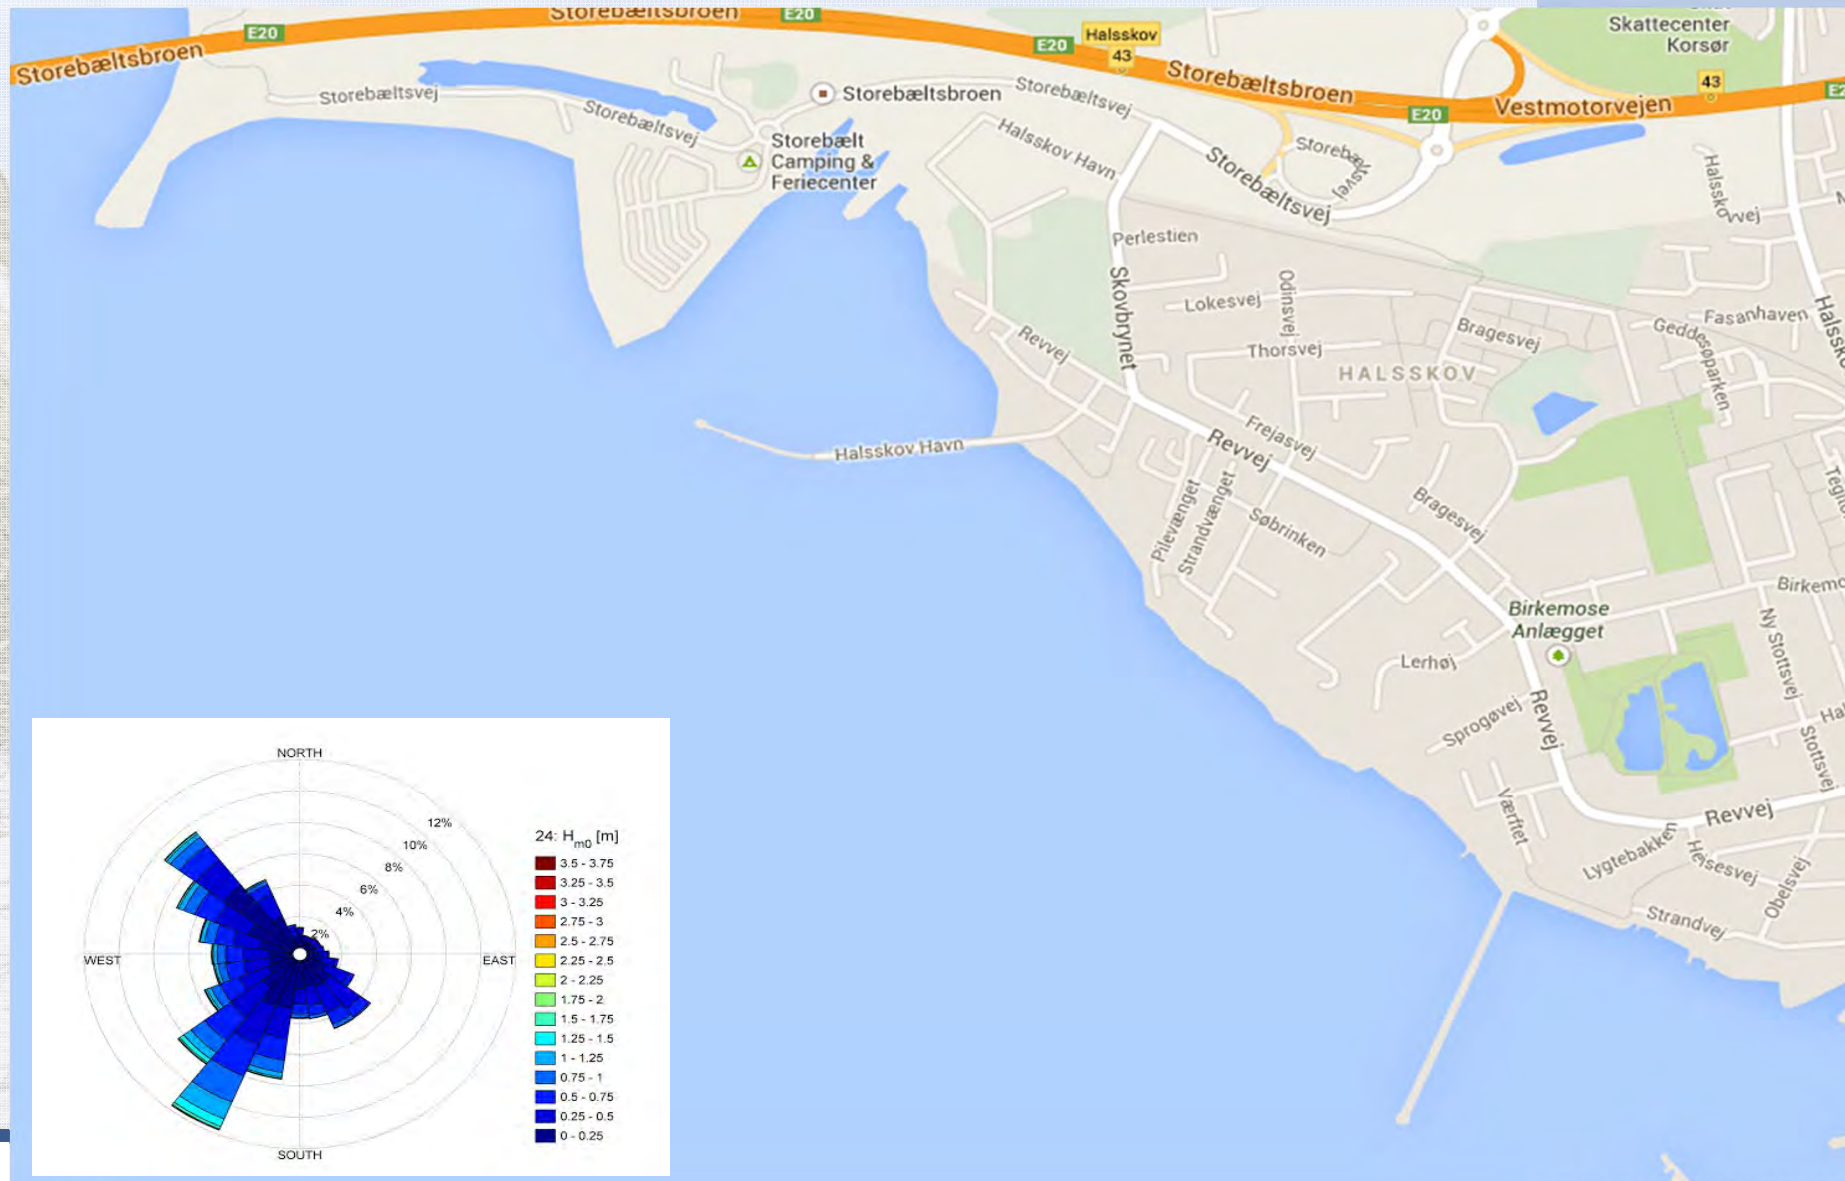 Storebæltsbroen
E20
Storebæltsbroen
E20
E20
Halsskov
43
Storebæltsbroen
E20
Vestmotorvejen
43
Skattecenter
Korsør
Storebæltsvej
Storebæltsvej
Storebæltsbroen
Storebæltsvej
Storebælt
Camping &
Feriecenter
Halsskov Havn
Storebæltsvej
Storebæltsvej
Perlestien
Skovbrynet
Lokesvej
Odinsvej
Thorsvej
HALSSKOV
Bragesvej
Geddesøparken
Fasanhaven
Revvej
Halsskov Havn
Revvej
Frejasvej
Pilevænget
Strandvænget
Søbrinken
Bragesvej
Birkemose
Anlægget
Lerhøj
Sprogøvej
Revvej
Ny Stottsvej
Stottsvej
Værftet
Revvej
Lygtebakken
Heisesvej
Obelsvej
Strandvej
NORTH
WEST
EAST
SOUTH
2%
4%
6%
8%
10%
12%
24: Hm0 [m]
3.5 - 3.75
3.25 - 3.5
3 - 3.25
2.75 - 3
2.5 - 2.75
2.25 - 2.5
2 - 2.25
1.75 - 2
1.5 - 1.75
1.25 - 1.5
1 - 1.25
0.75 - 1
0.5 - 0.75
0.25 - 0.5
0 - 0.25